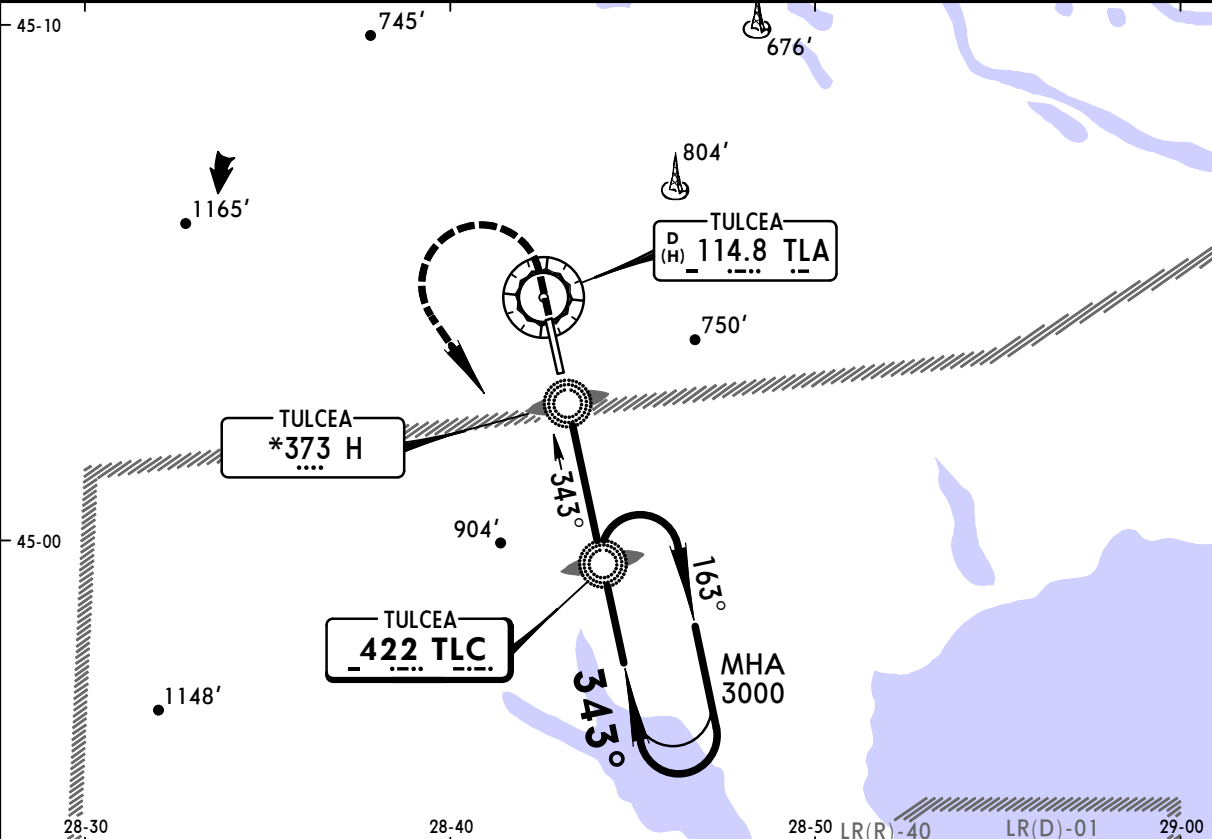 45-10
745'
676'
804'
1165'
TULCEA
D
(H) 114.8 TLA
750'
TULCEA
*373 H
343°
45-00
904'
163°
TULCEA
422 TLC
MHA
3000
343°
1148'
28-30
28-40
28-50
LR(R)-40
LR(D)-01
29-00